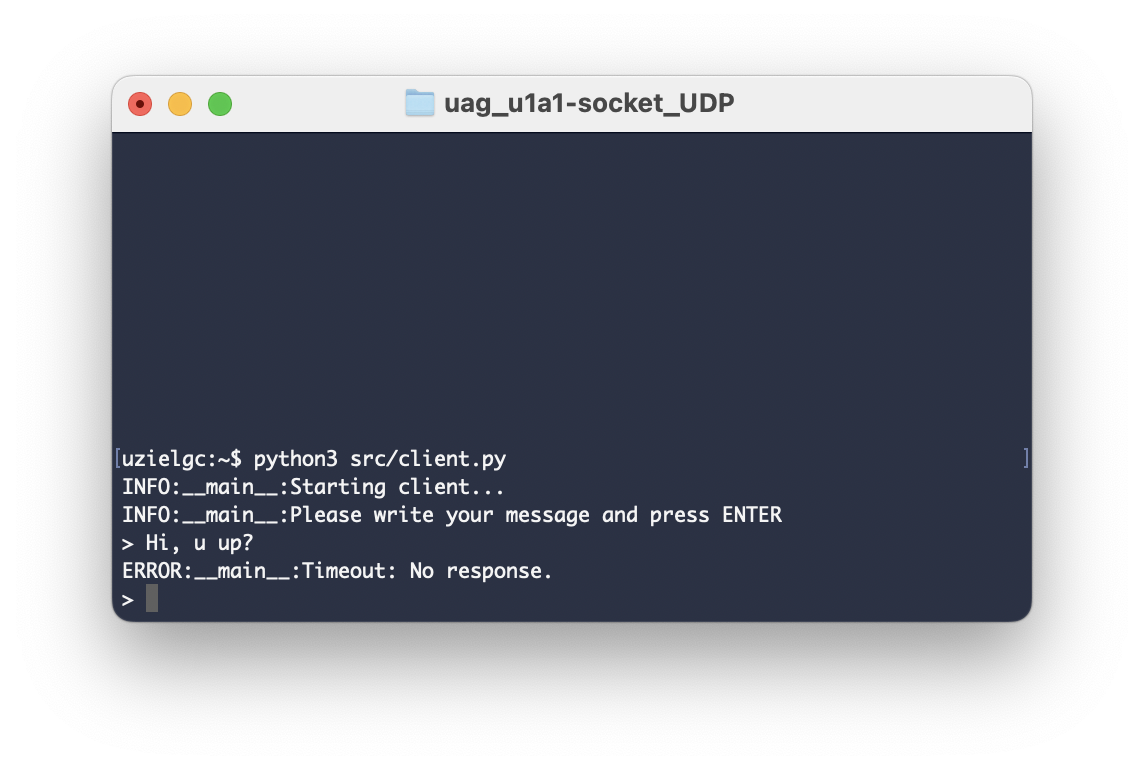 uag_u1a1-socket_UDP
[uzielgc:~$ python3 src/client.py ]
INFO:__main__:Starting client...
INFO:__main__:Please write your message and press ENTER
> Hi, u up?
ERROR:__main__:Timeout: No response.
>